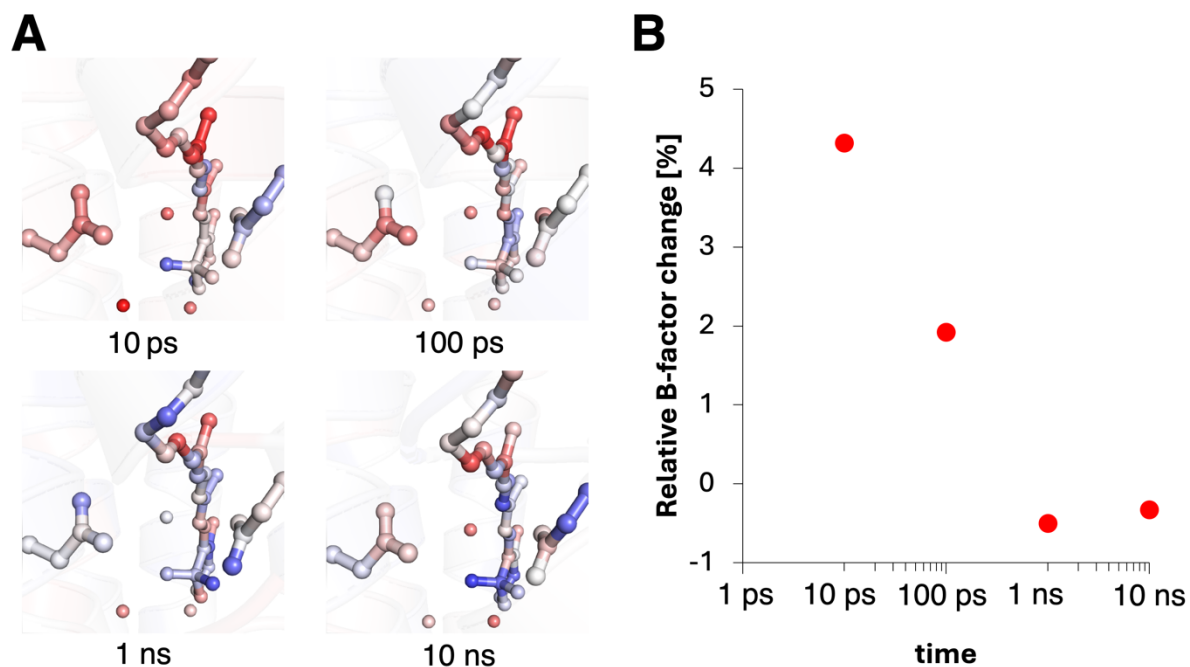 A
10 ps
100 ps
1 ns
10 ns
B
Relative B-factor change [%]
5
4
3
2
1
0
-1
1 ps
10 ps
100 ps
1 ns
10 ns
time